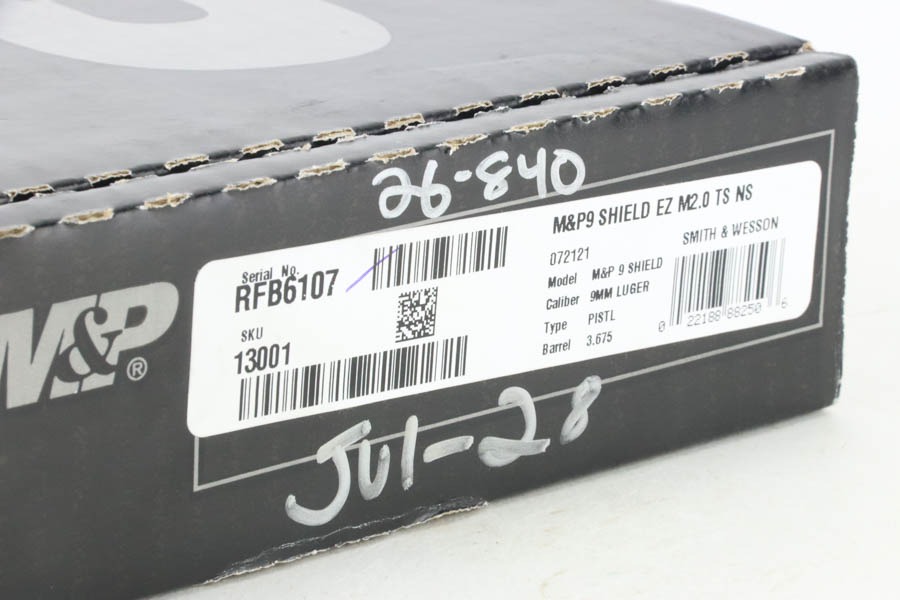 26-840
M&P®
Serial No.
RFB6107
SKU
13001
M&P9 SHIELD EZ M2.0 TS NS
072121
SMITH & WESSON
Model M&P 9 SHIELD
Caliber 9MM LUGER
Type PISTL
Barrel 3.675
0 22188 88250 6
JUl-28